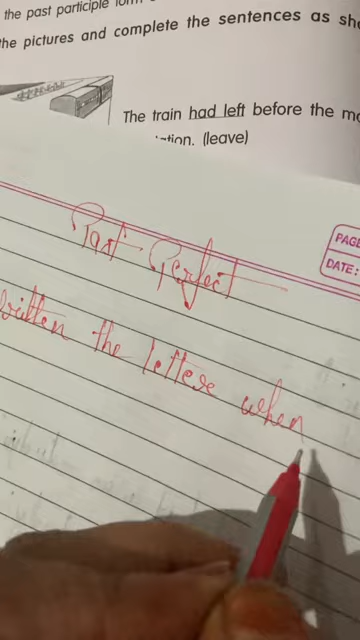 the past participle form
the pictures and complete the sentences as
The train had left before the
(leave)
PAGE
DATE:
Past Perfect
written the letter when